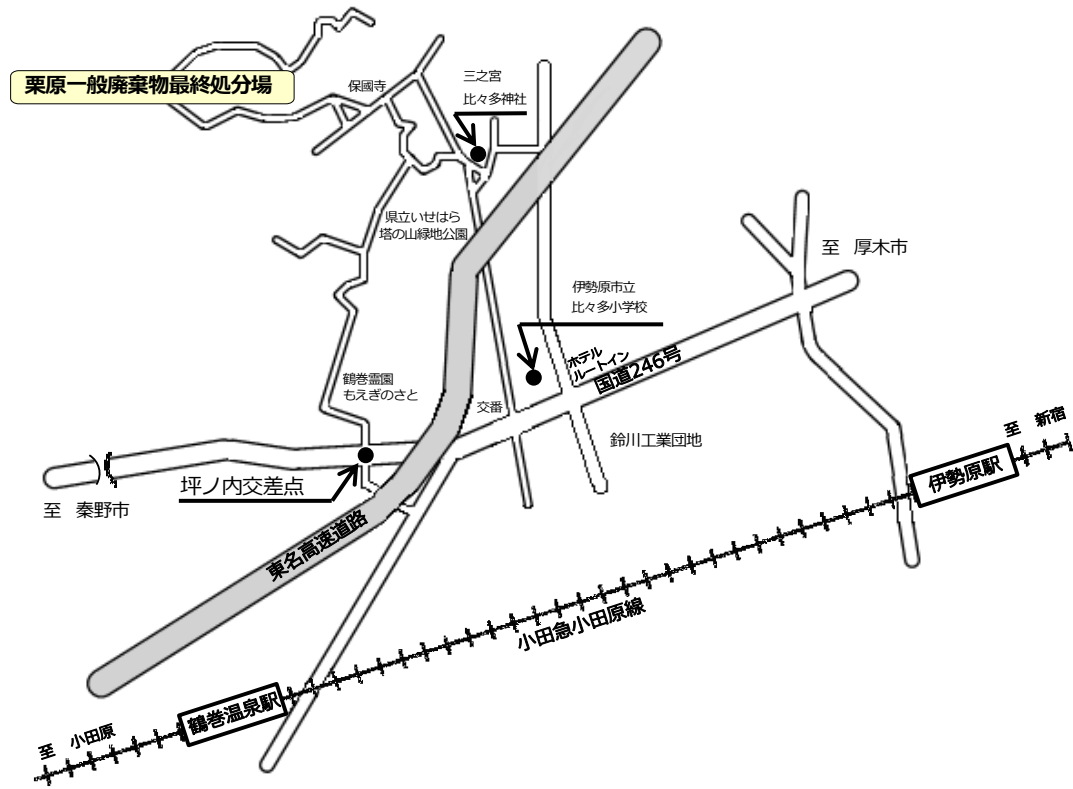 栗原一般廃棄物最終処分場
保國寺
三之宮
比々多神社
県立いせはら
塔の山緑地公園
至 厚木市
伊勢原市立
比々多小学校
ホテル
ルートイン
国道246号
鶴巻霊園
もえぎのさと
交番
鈴川工業団地
至 新宿
伊勢原駅
坪ノ内交差点
至 秦野市
東名高速道路
小田急小田原線
鶴巻温泉駅
至 小田原